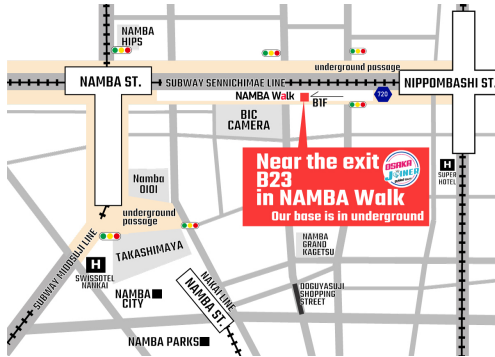 NAMBA
HIPS
underground passage
NAMBA ST.
SUBWAY SENNICHIMAE LINE
NIPPOMBASHI ST.
NAMBA Walk
B1F
720
BIC
CAMERA
Near the exit
B23
in NAMBA Walk
Our base is in underground
OSAKA
JOINER
H
SUPER
HOTEL
Namba
OIOI
underground
passage
SUBWAY MIDOSUJI LINE
TAKASHIMAYA
H
SWISSOTEL
NANKAI
NAMBA
CITY
NANKAI LINE
NAMBA ST.
NAMBA
GRAND
KAGETSU
DOGUYASUJI
SHOPPING
STREET
NAMBA PARKS